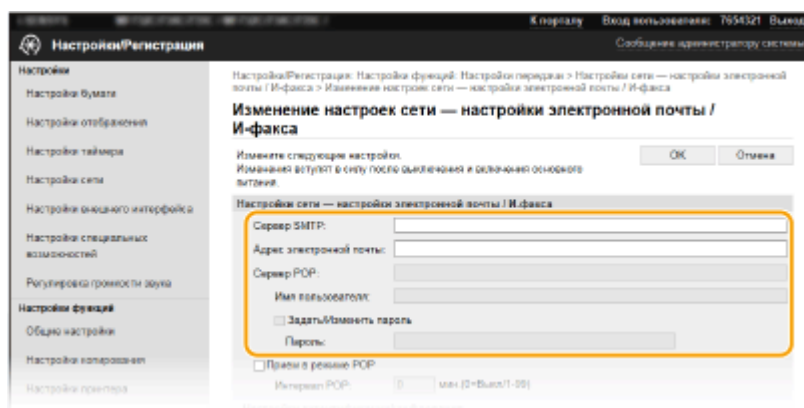 К порталу Вход пользователя: 7654321 Выход
Настройки/Регистрация
Сообщение администратору системы
Настройки
Настройки бумаги
Настройки отображения
Настройки таймера
Настройки сети
Настройки внешнего интерфейса
Настройки специальных
возможностей
Регулировка громкости звука
Настройки функций
Общие настройки
Настройки копирования
Настройки принтера
Настройки/Регистрация: Настройки функций: Настройки передачи > Настройки сети — настройки электронной
почты / И-факса > Изменение настроек сети — настройки электронной почты / И-факса
Изменение настроек сети — настройки электронной почты /
И-факса
Измените следующие настройки.
Изменения вступят в силу после выключения и включения основного
питания.
OK Отмена
Настройки сети — настройки электронной почты / И-факса
Сервер SMTP:
Адрес электронной почты:
Сервер POP:
Имя пользователя:
Задать/Изменить пароль
Пароль:
Прием в режиме POP
Интервал POP: 0 мин.(0=Выкл/1-99)